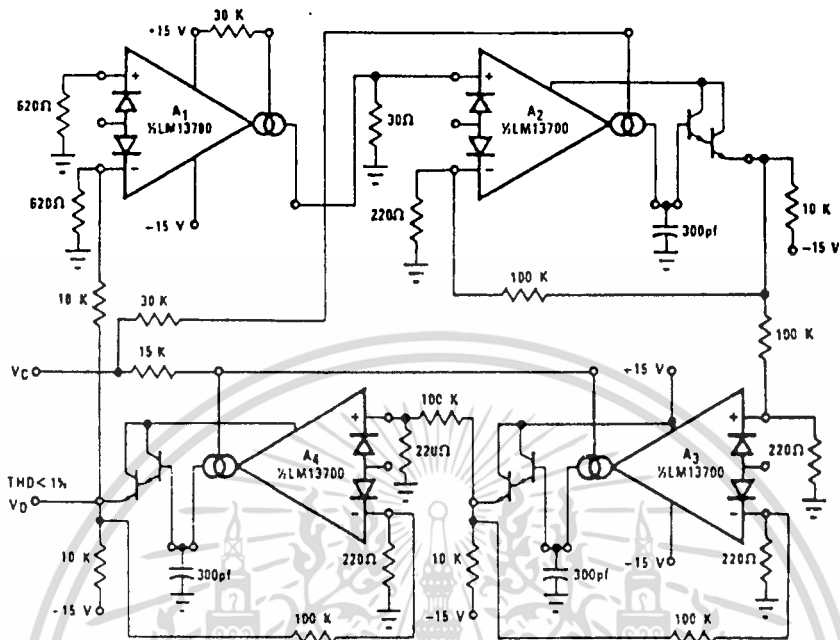 +15 V
30 K
620Ω
+
A1
½LM13700
−
620Ω
−15 V
+
A2
½LM13700
−
30Ω
220Ω
300pf
10 K
−15 V
10 K
30 K
100 K
100 K
VC
15 K
+15 V
100 K
+
A4
½LM13700
−
220Ω
+
A3
½LM13700
−
220Ω
THD < 1%
VO
10 K
300pf
220Ω
10 K
300pf
−15 V
220Ω
−15 V
100 K
−15 V
100 K